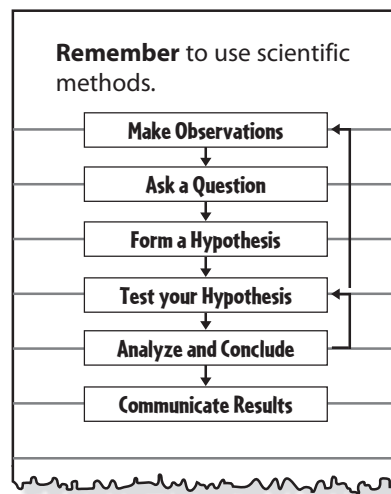 Remember to use scientific
methods.
Make Observations
Ask a Question
Form a Hypothesis
Test your Hypothesis
Analyze and Conclude
Communicate Results